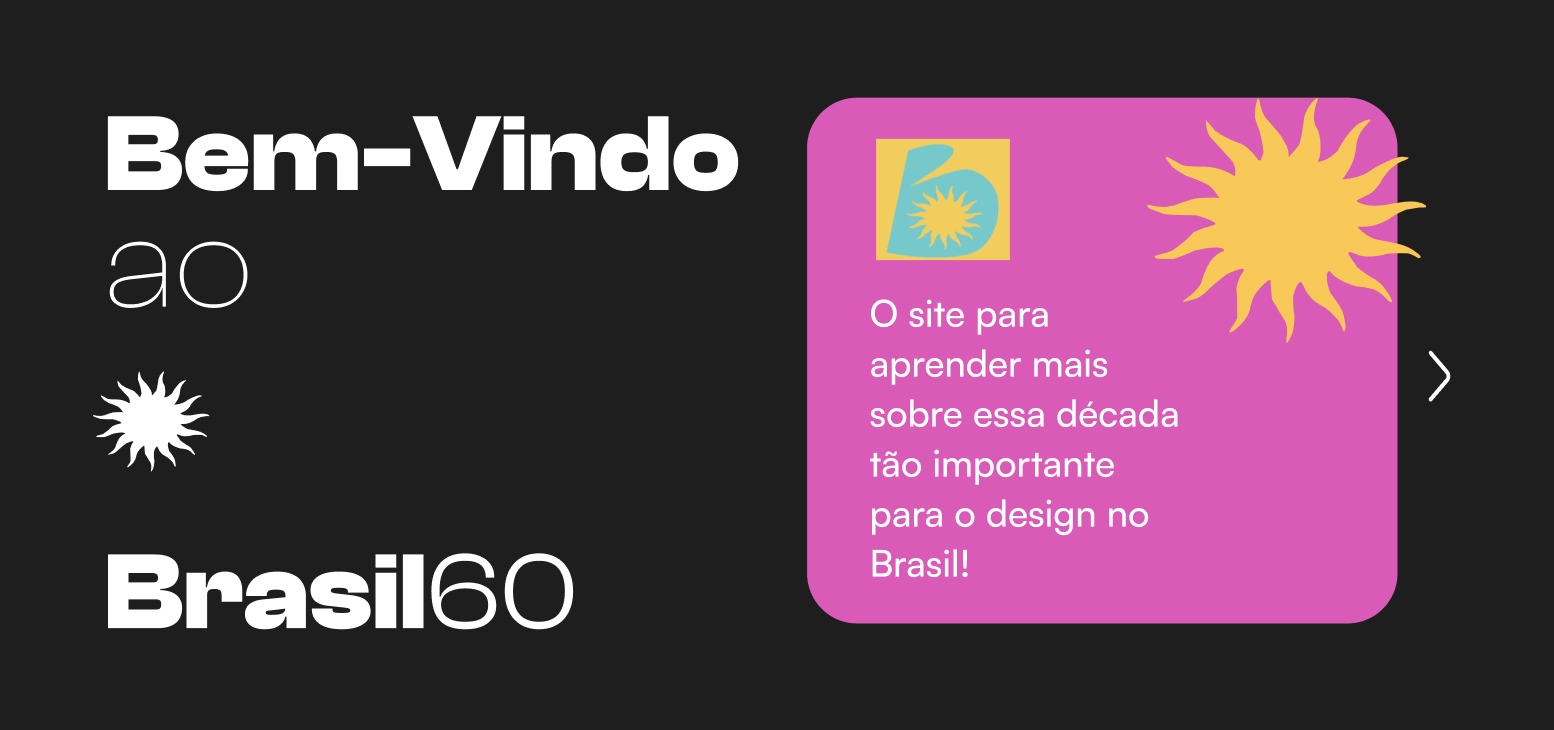 Bem-Vindo
ao
Brasil60
b
O site para
aprender mais
sobre essa década
tão importante
para o design no
Brasil!